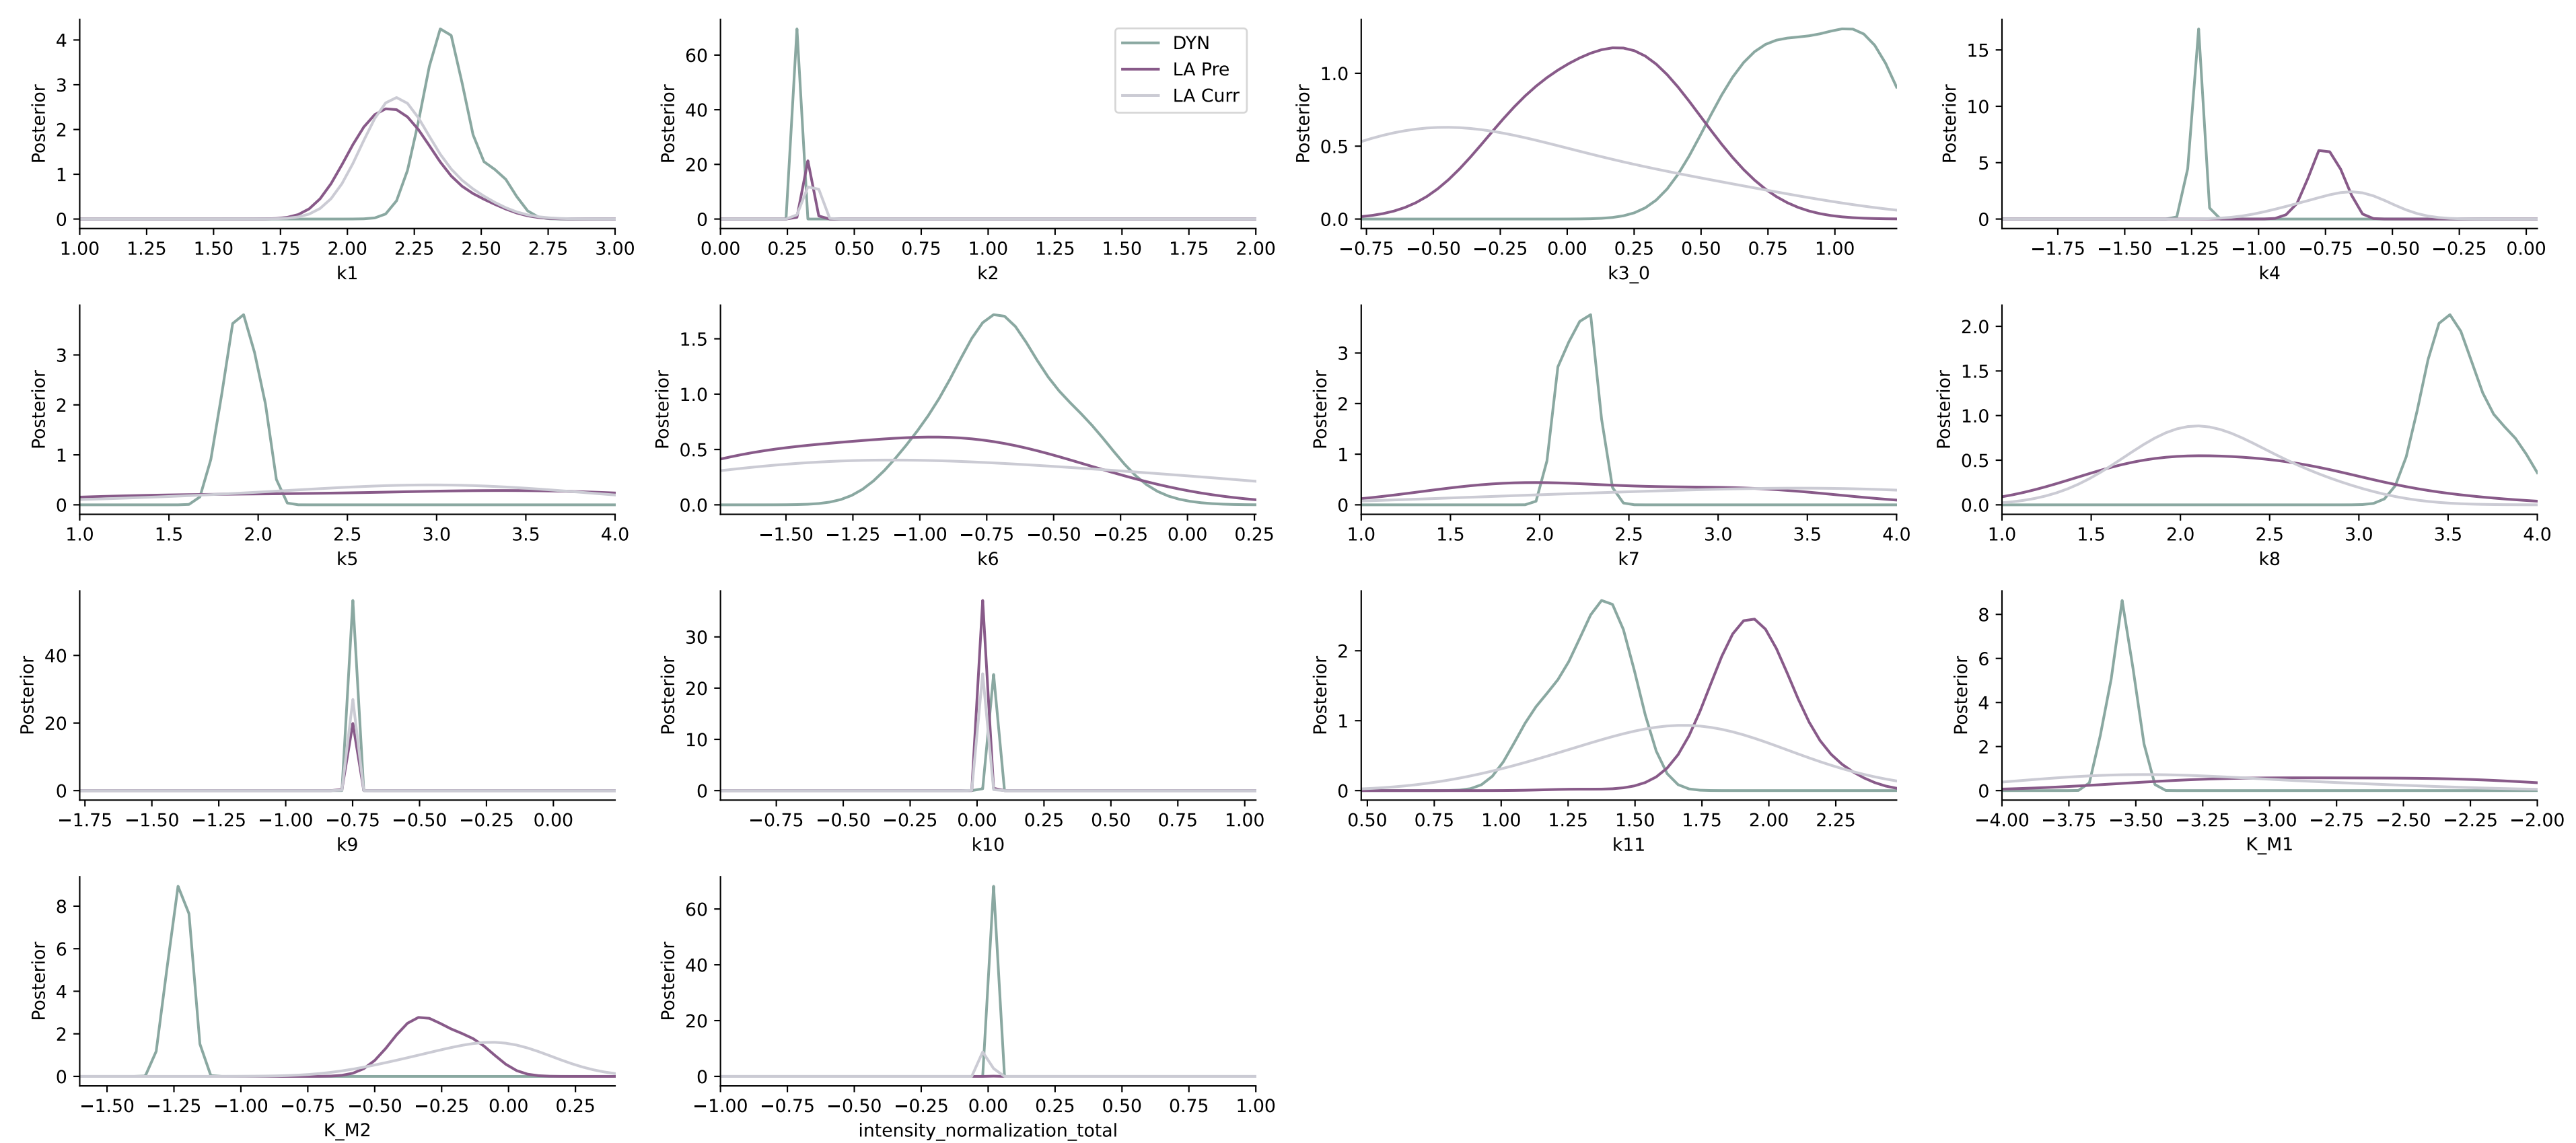 Posterior
4
3
2
1
0
1.00 1.25 1.50 1.75 2.00 2.25 2.50 2.75 3.00
k1
Posterior
60
40
20
0
0.00 0.25 0.50 0.75 1.00 1.25 1.50 1.75 2.00
k2
DYN
LA Pre
LA Curr
Posterior
1.0
0.5
0.0
−0.75 −0.50 −0.25 0.00 0.25 0.50 0.75 1.00
k3_0
Posterior
15
10
5
0
−1.75 −1.50 −1.25 −1.00 −0.75 −0.50 −0.25 0.00
k4
Posterior
3
2
1
0
1.0 1.5 2.0 2.5 3.0 3.5 4.0
k5
Posterior
1.5
1.0
0.5
0.0
−1.50 −1.25 −1.00 −0.75 −0.50 −0.25 0.00 0.25
k6
Posterior
3
2
1
0
1.0 1.5 2.0 2.5 3.0 3.5 4.0
k7
Posterior
2.0
1.5
1.0
0.5
0.0
1.0 1.5 2.0 2.5 3.0 3.5 4.0
k8
Posterior
40
20
0
−1.75 −1.50 −1.25 −1.00 −0.75 −0.50 −0.25 0.00
k9
Posterior
30
20
10
0
−0.75 −0.50 −0.25 0.00 0.25 0.50 0.75 1.00
k10
Posterior
2
1
0
0.50 0.75 1.00 1.25 1.50 1.75 2.00 2.25
k11
Posterior
8
6
4
2
0
−4.00 −3.75 −3.50 −3.25 −3.00 −2.75 −2.50 −2.25 −2.00
K_M1
Posterior
8
6
4
2
0
−1.50 −1.25 −1.00 −0.75 −0.50 −0.25 0.00 0.25
K_M2
Posterior
60
40
20
0
−1.00 −0.75 −0.50 −0.25 0.00 0.25 0.50 0.75 1.00
intensity_normalization_total